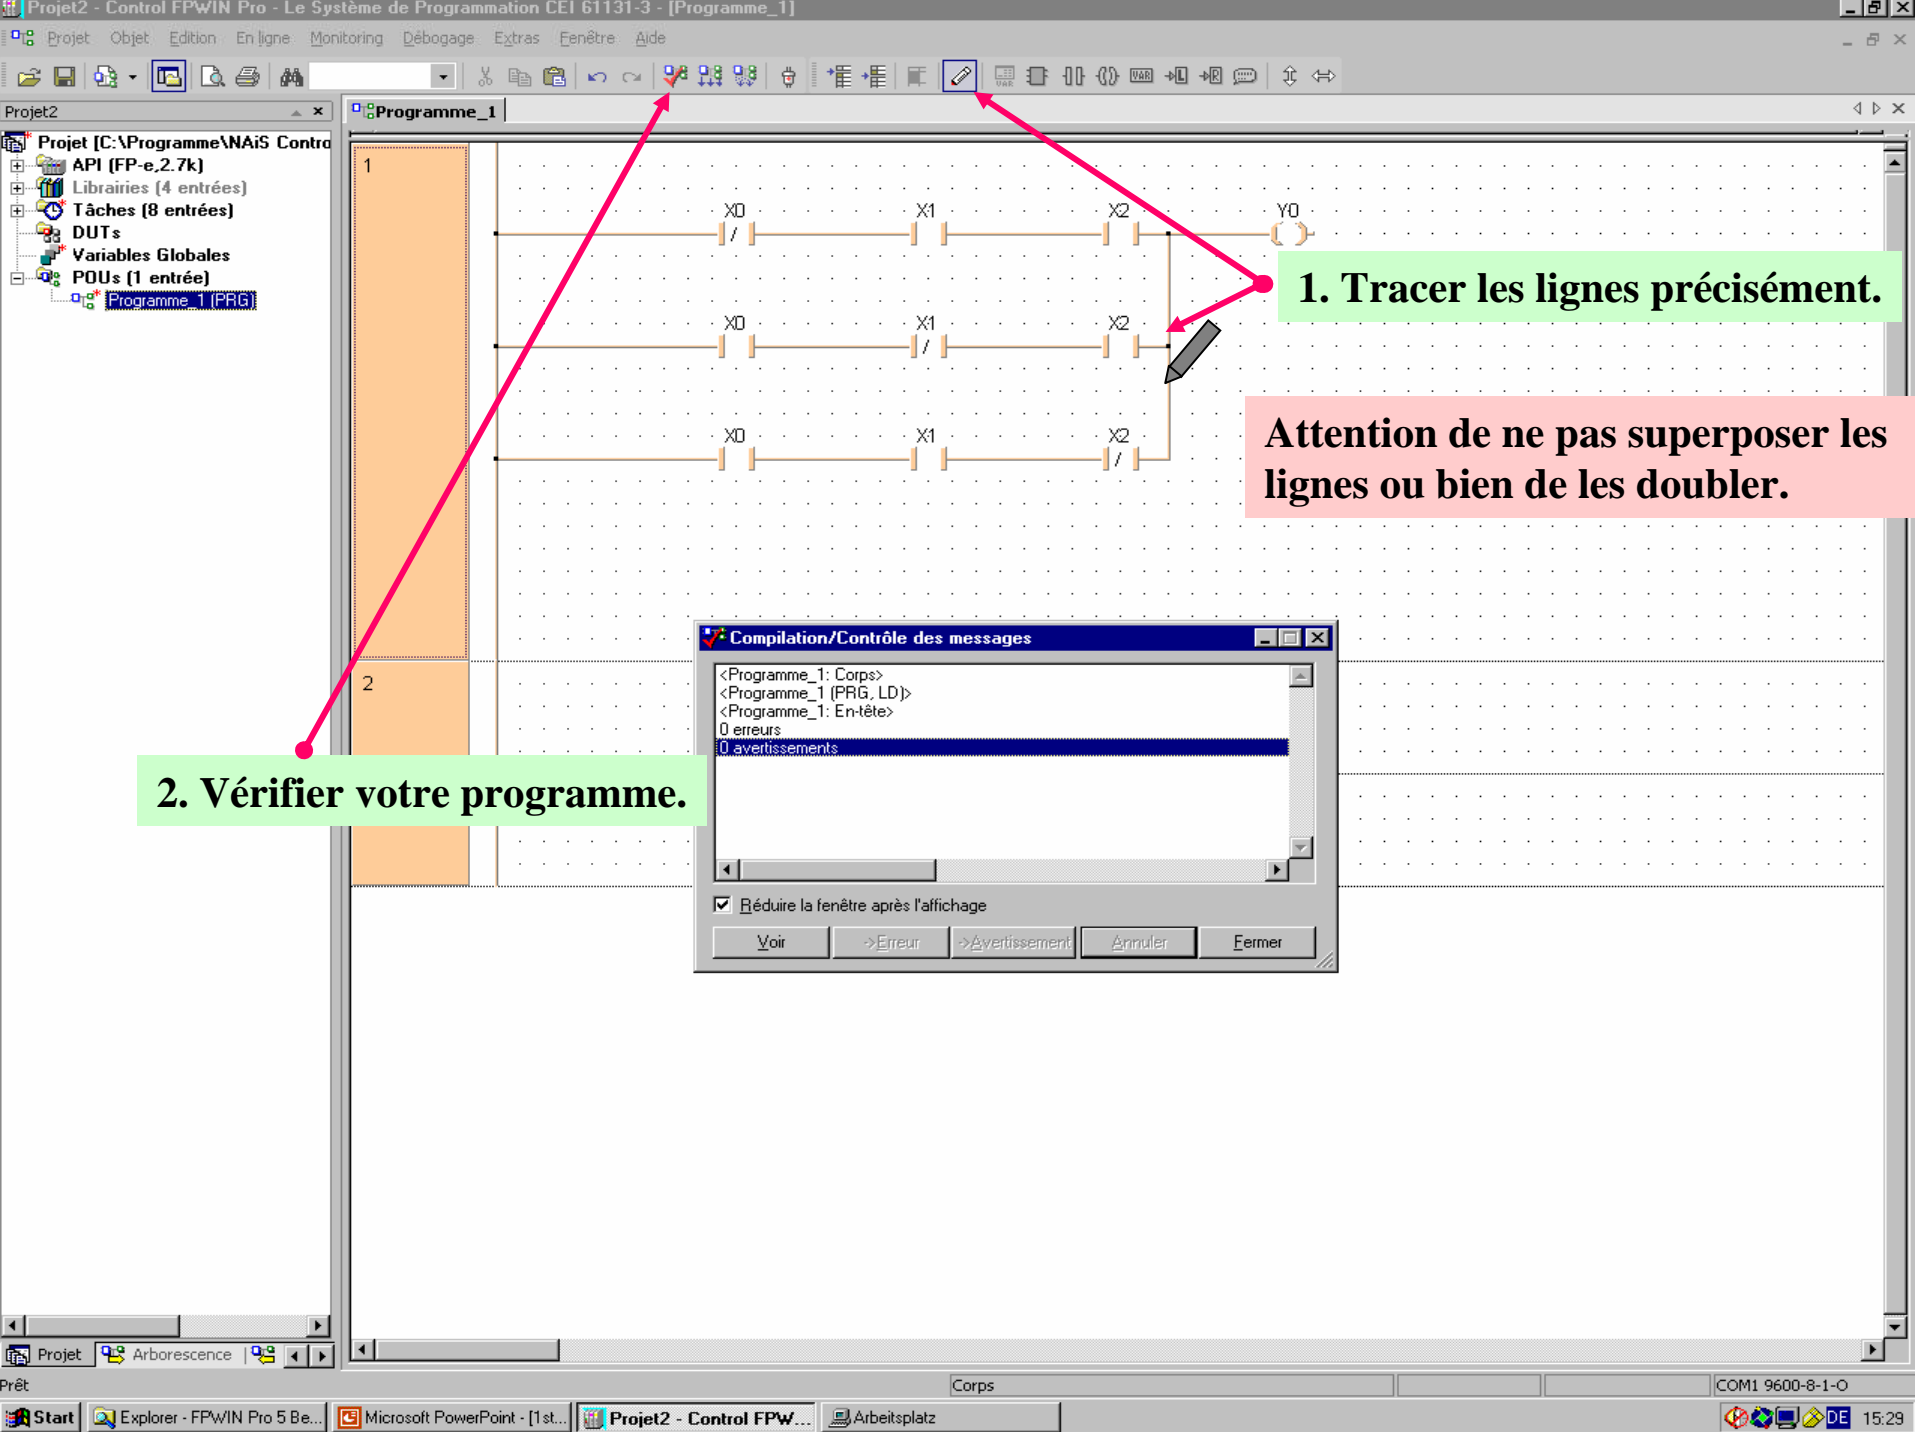 Projet2 - Control FPWIN Pro - Le Système de Programmation CEI 61131-3 - [Programme_1]
Projet Objet Edition En ligne Monitoring Débogage Extras Fenêtre Aide
Projet2
Programme_1
Projet [C:\Programme\NAiS Contro
API (FP-e,2.7k)
Librairies (4 entrées)
Tâches (8 entrées)
DUTs
Variables Globales
POUs (1 entrée)
Programme_1 (PRG)
1
X0 X1 X2 Y0
X0 X1 X2
X0 X1 X2
1. Tracer les lignes précisément.
Attention de ne pas superposer les
lignes ou bien de les doubler.
2
2. Vérifier votre programme.
Compilation/Contrôle des messages
<Programme_1: Corps>
<Programme_1 (PRG, LD)>
<Programme_1: En-tête>
0 erreurs
0 avertissements
Réduire la fenêtre après l'affichage
Voir ->Erreur ->Avertissement Annuler Fermer
Projet Arborescence
Prêt Corps COM1 9600-8-1-O
Start Explorer - FPWIN Pro 5 Be... Microsoft PowerPoint - [1st... Projet2 - Control FPW... Arbeitsplatz DE 15:29